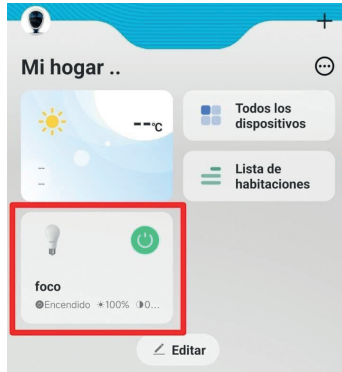 Mi hogar ..
--°C
--
--
Todos los
dispositivos
Lista de
habitaciones
foco
Encendido 100% 0...
Editar